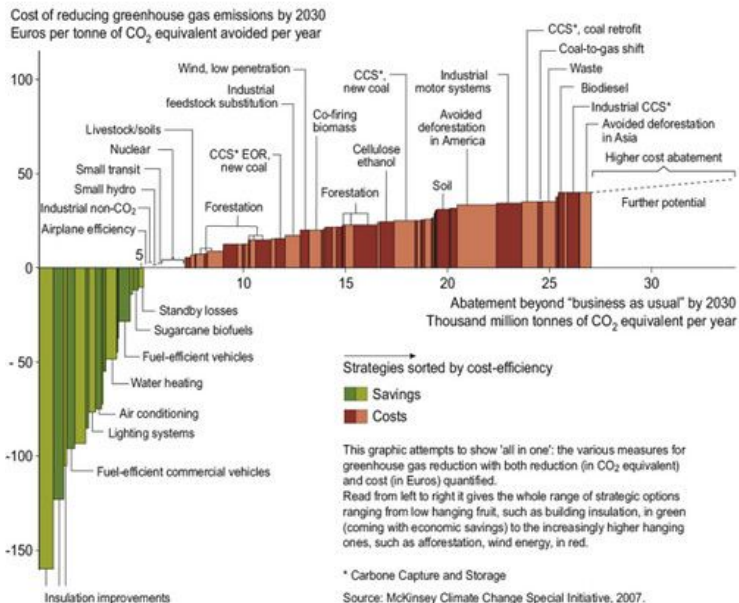 Cost of reducing greenhouse gas emissions by 2030
Euros per tonne of CO₂ equivalent avoided per year
100
50
0
- 50
-100
-150
5
10
15
20
25
30
Airplane efficiency
Industrial non-CO₂
Small hydro
Small transit
Nuclear
Livestock/soils
Forestation
CCS* EOR,
new coal
Industrial
feedstock substitution
Wind, low penetration
Co-firing
biomass
Forestation
Cellulose
ethanol
CCS*,
new coal
Soil
Avoided
deforestation
in America
Industrial
motor systems
CCS*, coal retrofit
Coal-to-gas shift
Waste
Biodiesel
Industrial CCS*
Avoided deforestation
in Asia
Higher cost abatement
Further potential
Abatement beyond “business as usual” by 2030
Thousand million tonnes of CO₂ equivalent per year
Standby losses
Sugarcane biofuels
Fuel-efficient vehicles
Water heating
Air conditioning
Lighting systems
Fuel-efficient commercial vehicles
Insulation improvements
Strategies sorted by cost-efficiency
Savings
Costs
This graphic attempts to show 'all in one': the various measures for
greenhouse gas reduction with both reduction (in CO₂ equivalent)
and cost (in Euros) quantified.
Read from left to right it gives the whole range of strategic options
ranging from low hanging fruit, such as building insulation, in green
(coming with economic savings) to the increasingly higher hanging
ones, such as afforestation, wind energy, in red.
* Carbone Capture and Storage
Source: McKinsey Climate Change Special Initiative, 2007.